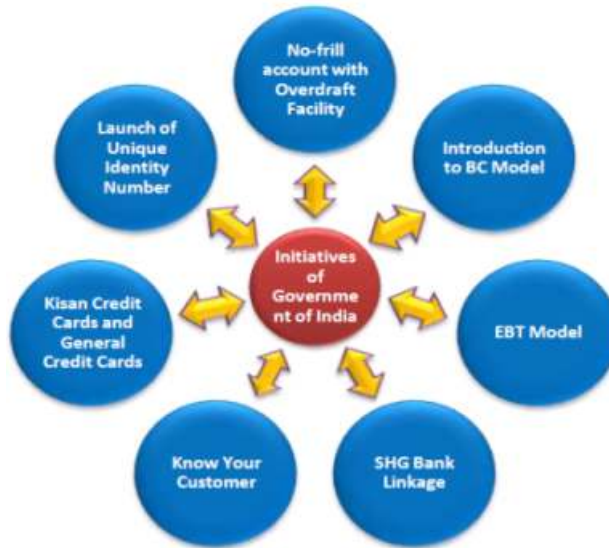 No-frill
account with
Overdraft
Facility
Launch of
Unique
Identity
Number
Introduction
to BC Model
Initiatives
of
Governme
nt of India
Kisan Credit
Cards and
General
Credit Cards
EBT Model
Know Your
Customer
SHG Bank
Linkage